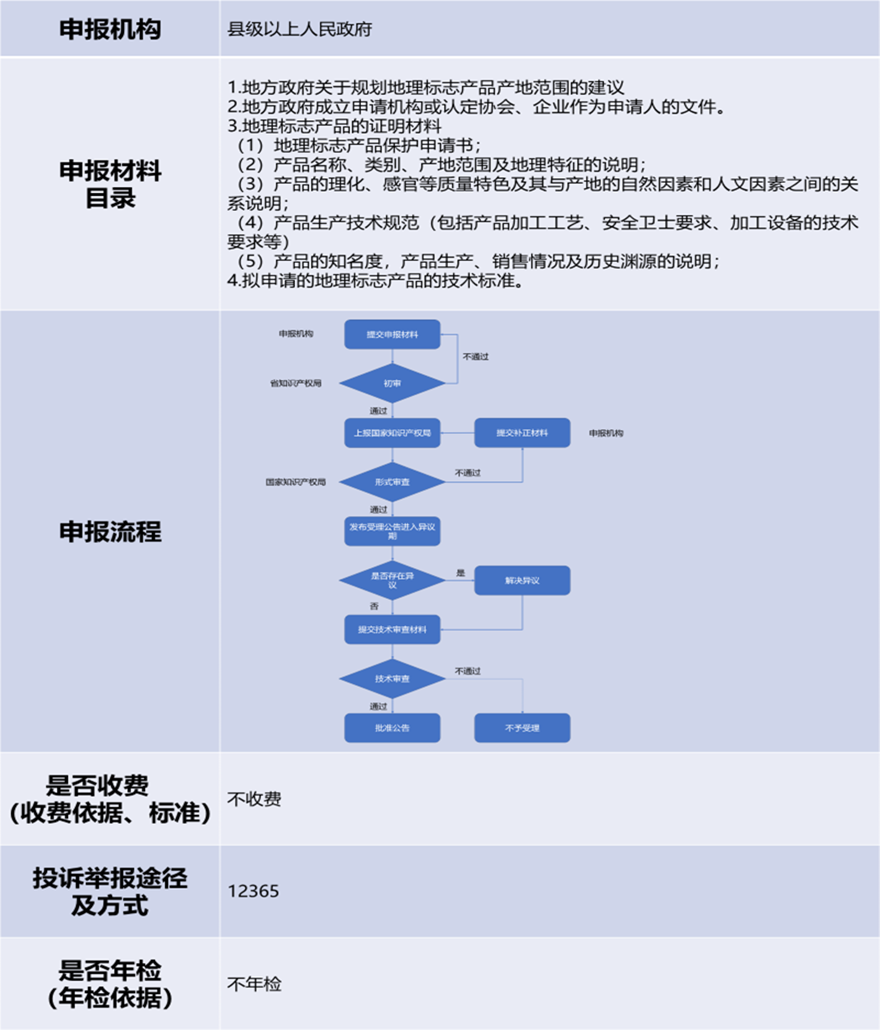 申报机构
县级以上人民政府
申报材料
目录
1.地方政府关于规划地理标志产品产地范围的建议
2.地方政府成立申请机构或认定协会、企业作为申请人的文件。
3.地理标志产品的证明材料
（1）地理标志产品保护申请书；
（2）产品名称、类别、产地范围及地理特征的说明；
（3）产品的理化、感官等质量特色及其与产地的自然因素和人文因素之间的关
系说明；
（4）产品生产技术规范（包括产品加工工艺、安全卫士要求、加工设备的技术
要求等）
（5）产品的知名度，产品生产、销售情况及历史渊源的说明；
4.拟申请的地理标志产品的技术标准。
申报流程
申报机构
提交申报材料
不通过
省知识产权局
初审
通过
上报国家知识产权局
提交补正材料
申报机构
国家知识产权局
形式审查
不通过
通过
发布受理公告进入异议
期
是否存在异
议
是
解决异议
否
提交技术审查材料
技术审查
不通过
通过
批准公告
不予受理
是否收费
（收费依据、标准）
不收费
投诉举报途径
及方式
12365
是否年检
（年检依据）
不年检